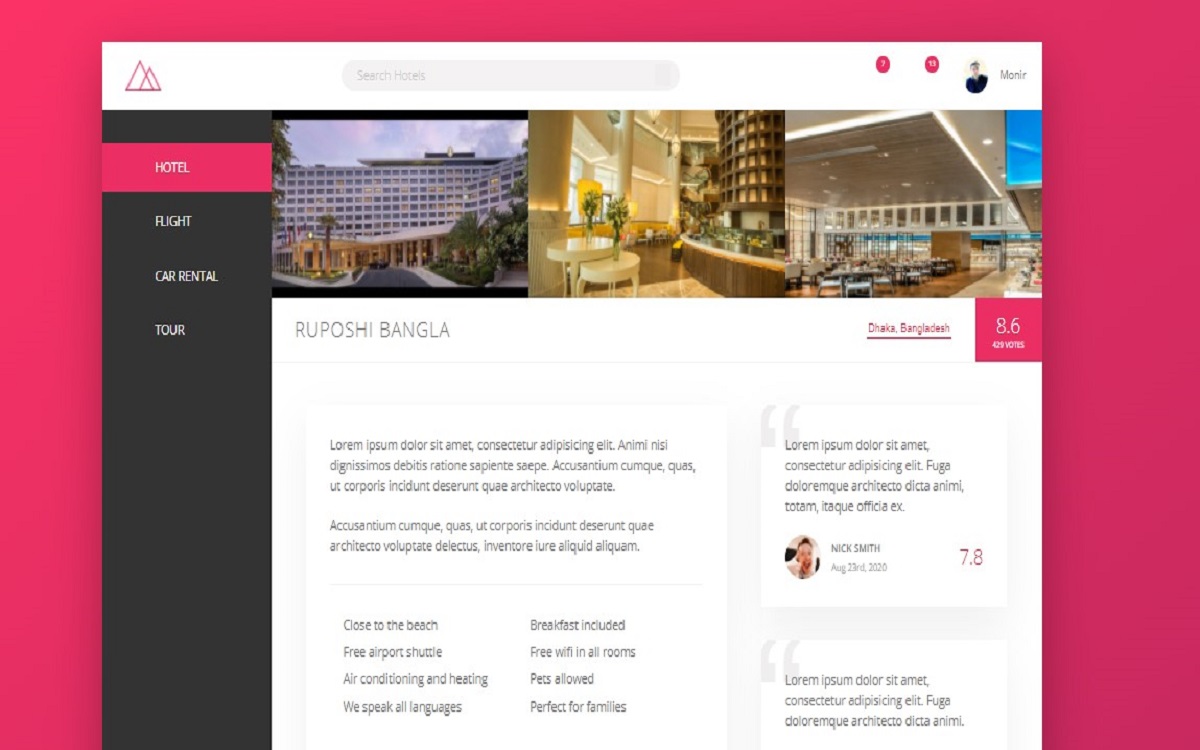 Search Hotels
7
13
Monir
HOTEL
FLIGHT
CAR RENTAL
TOUR
RUPOSHI BANGLA
Dhaka, Bangladesh
8.6
429 VOTES
Lorem ipsum dolor sit amet, consectetur adipisicing elit. Animi nisi
dignissimos debitis ratione sapiente saepe. Accusantium cumque, quas,
ut corporis incidunt deserunt quae architecto voluptate.
Accusantium cumque, quas, ut corporis incidunt deserunt quae
architecto voluptate delectus, inventore iure aliquid aliquam.
Close to the beach
Free airport shuttle
Air conditioning and heating
We speak all languages
Breakfast included
Free wifi in all rooms
Pets allowed
Perfect for families
“
Lorem ipsum dolor sit amet,
consectetur adipisicing elit. Fuga
doloremque architecto dicta animi,
totam, itaque officia ex.
NICK SMITH
Aug 23rd, 2020
7.8
“
Lorem ipsum dolor sit amet,
consectetur adipisicing elit. Fuga
doloremque architecto dicta animi.